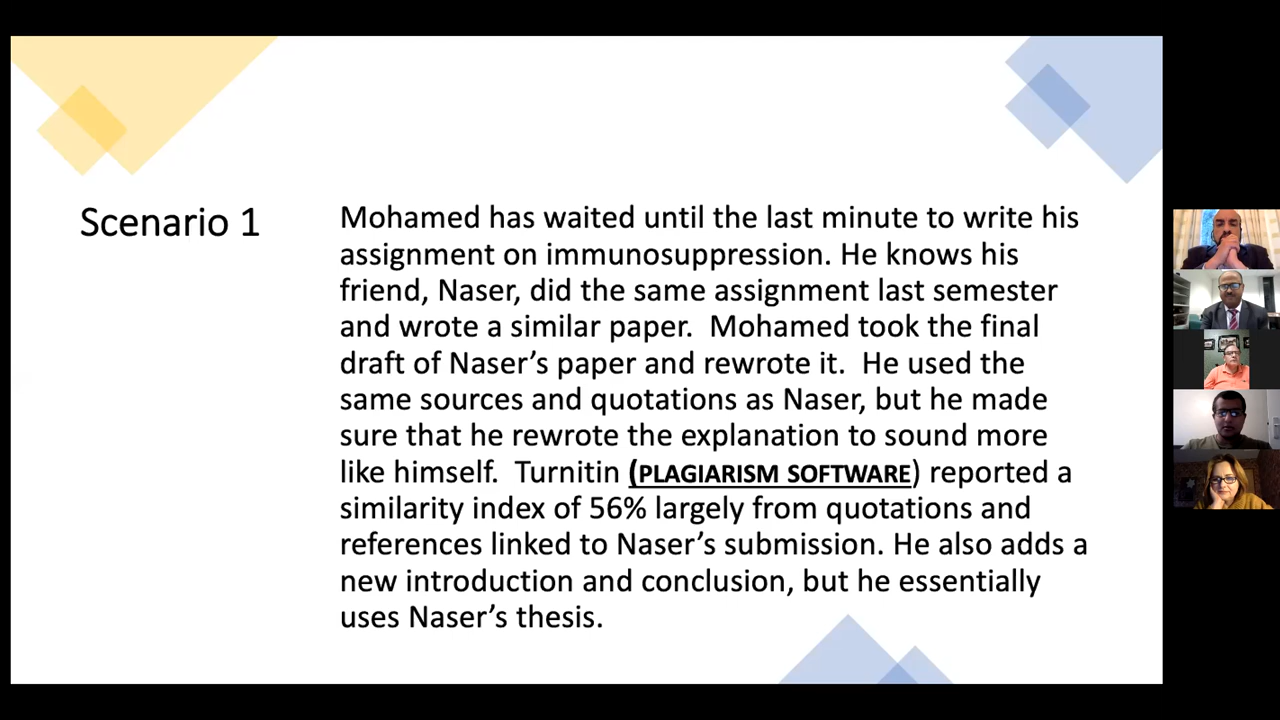 Scenario 1
Mohamed has waited until the last minute to write his
assignment on immunosuppression. He knows his
friend, Naser, did the same assignment last semester
and wrote a similar paper.  Mohamed took the final
draft of Naser’s paper and rewrote it.  He used the
same sources and quotations as Naser, but he made
sure that he rewrote the explanation to sound more
like himself.  Turnitin (PLAGIARISM SOFTWARE) reported a
similarity index of 56% largely from quotations and
references linked to Naser’s submission. He also adds a
new introduction and conclusion, but he essentially
uses Naser’s thesis.